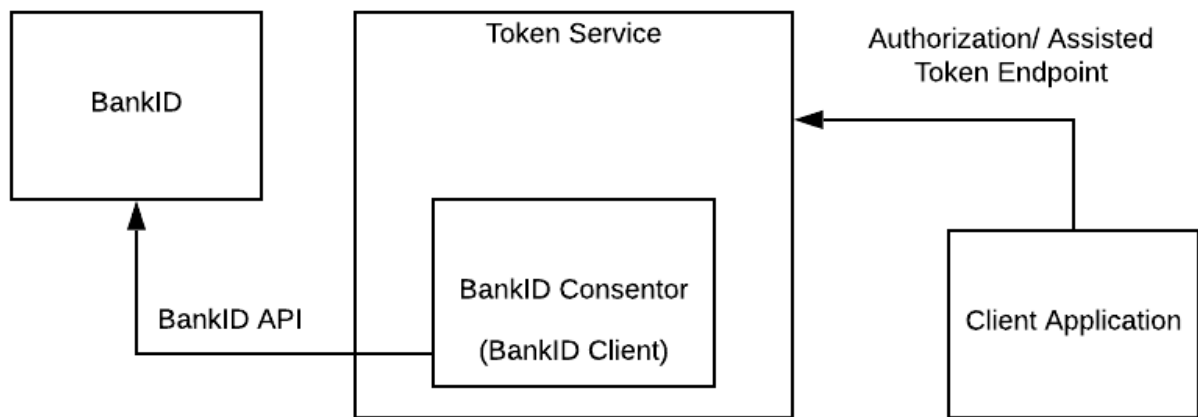 Token Service
Authorization/ Assisted
Token Endpoint
BankID
BankID Consentor
(BankID Client)
BankID API
Client Application